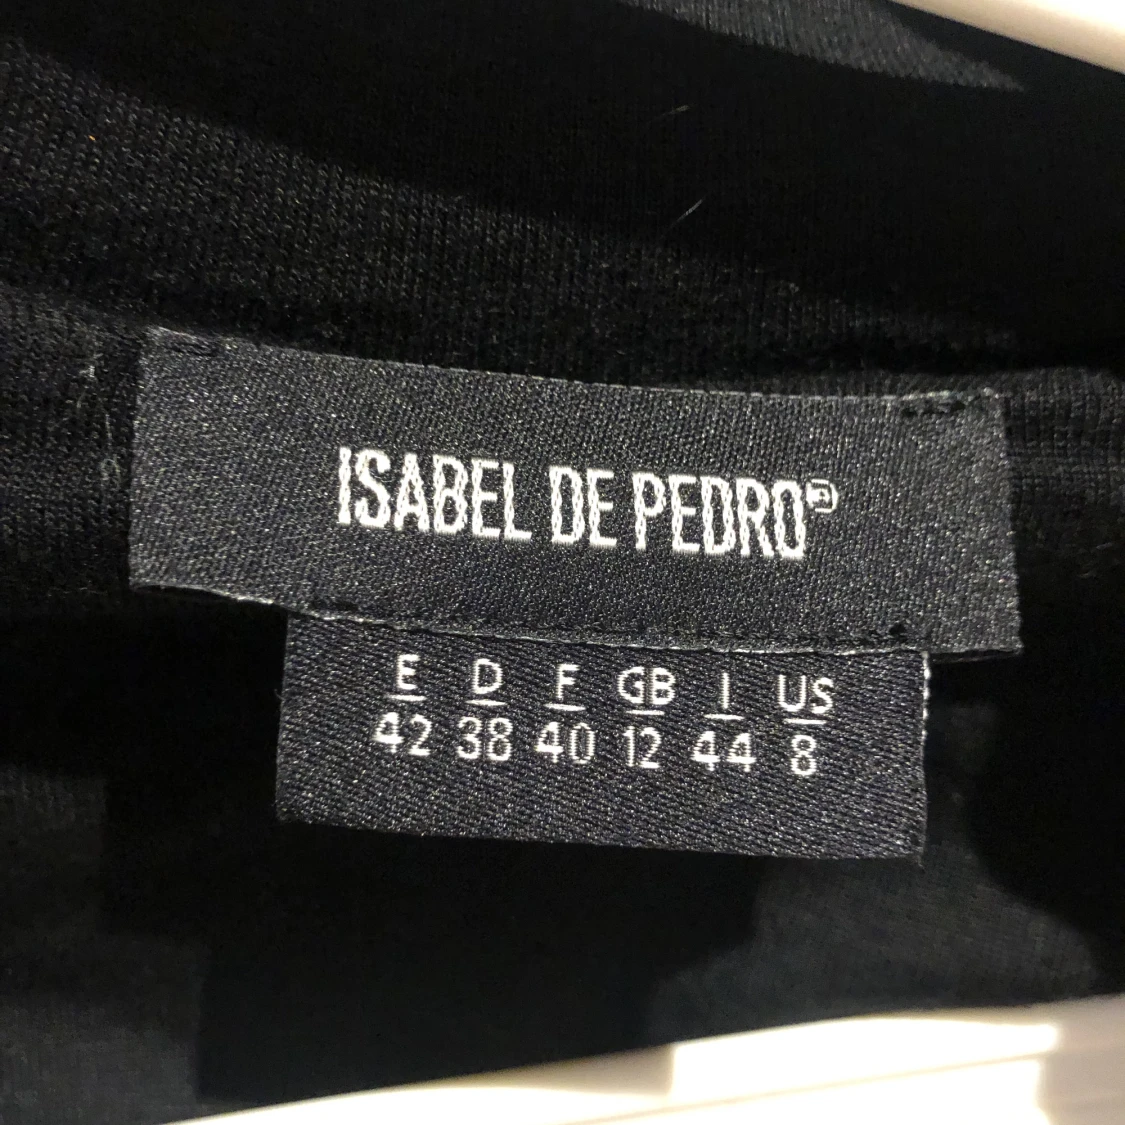 ISABEL DE PEDRO®
E D F GB I US
42 38 40 12 44 8